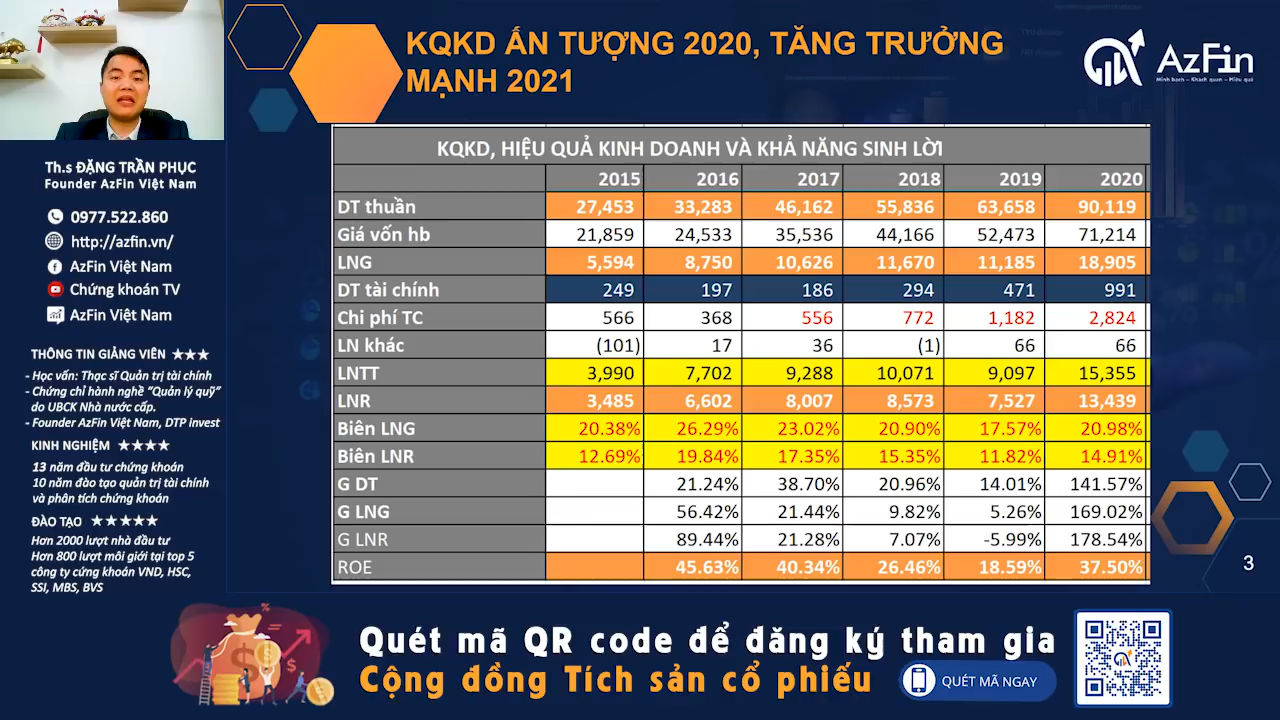 KQKD ẤN TƯỢNG 2020, TĂNG TRƯỞNG
MẠNH 2021
AzFin
Minh bạch – Khách quan – Hiệu quả
Th.s ĐẶNG TRẦN PHỤC
Founder AzFin Việt Nam
0977.522.860
http://azfin.vn/
AzFin Việt Nam
Chứng khoán TV
AzFin Việt Nam
THÔNG TIN GIẢNG VIÊN ★★★
- Học vấn: Thạc sĩ Quản trị tài chính
- Chứng chỉ hành nghề “Quản lý quỹ”
do UBCK Nhà nước cấp.
- Founder AzFin Việt Nam, DTP invest
KINH NGHIỆM ★★★★
13 năm đầu tư chứng khoán
10 năm đào tạo quản trị tài chính
và phân tích chứng khoán
ĐÀO TẠO ★★★★★
Hơn 2000 lượt nhà đầu tư
Hơn 800 lượt môi giới tại top 5
công ty cứng khoán VND, HSC,
SSI, MBS, BVS
KQKD, HIỆU QUẢ KINH DOANH VÀ KHẢ NĂNG SINH LỜI
2015 2016 2017 2018 2019 2020
DT thuần 27,453 33,283 46,162 55,836 63,658 90,119
Giá vốn hb 21,859 24,533 35,536 44,166 52,473 71,214
LNG 5,594 8,750 10,626 11,670 11,185 18,905
DT tài chính 249 197 186 294 471 991
Chi phí TC 566 368 556 772 1,182 2,824
LN khác (101) 17 36 (1) 66 66
LNTT 3,990 7,702 9,288 10,071 9,097 15,355
LNR 3,485 6,602 8,007 8,573 7,527 13,439
Biên LNG 20.38% 26.29% 23.02% 20.90% 17.57% 20.98%
Biên LNR 12.69% 19.84% 17.35% 15.35% 11.82% 14.91%
G DT 21.24% 38.70% 20.96% 14.01% 141.57%
G LNG 56.42% 21.44% 9.82% 5.26% 169.02%
G LNR 89.44% 21.28% 7.07% -5.99% 178.54%
ROE 45.63% 40.34% 26.46% 18.59% 37.50%
3
Quét mã QR code để đăng ký tham gia
Cộng đồng Tích sản cổ phiếu
QUÉT MÃ NGAY